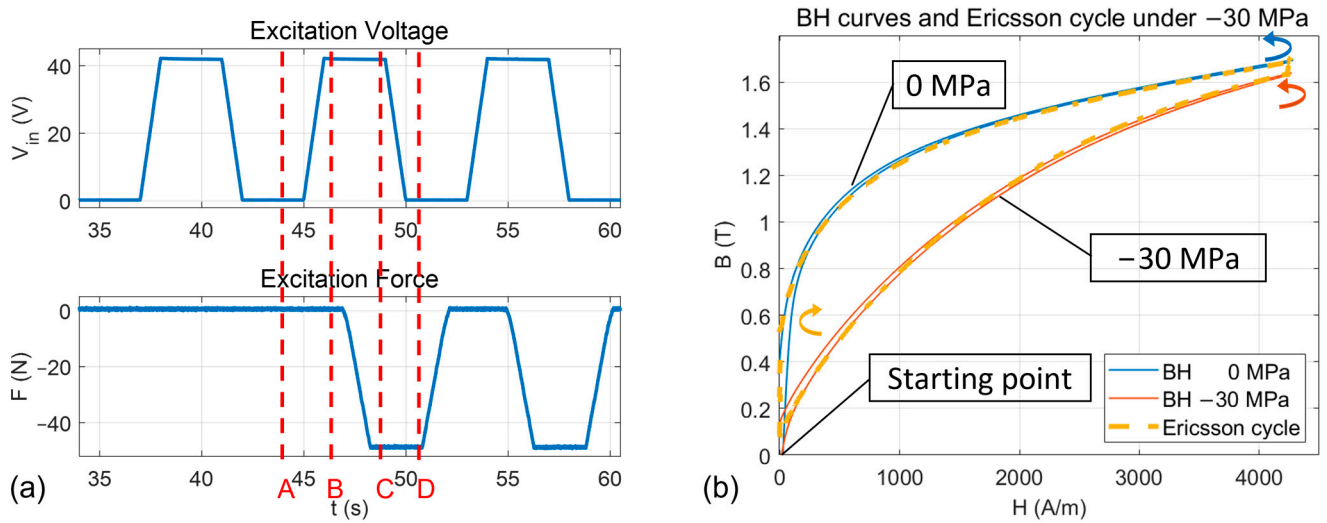 Excitation Voltage
V_in (V)
40
20
0
35
40
45
50
55
60
Excitation Force
F (N)
0
−20
−40
35
40
45
50
55
60
A
B
C
D
t (s)
(a)
BH curves and Ericsson cycle under −30 MPa
B (T)
1.6
1.4
1.2
1
0.8
0.6
0.4
0.2
0
0 MPa
−30 MPa
Starting point
BH 0 MPa
BH −30 MPa
Ericsson cycle
0
1000
2000
3000
4000
H (A/m)
(b)